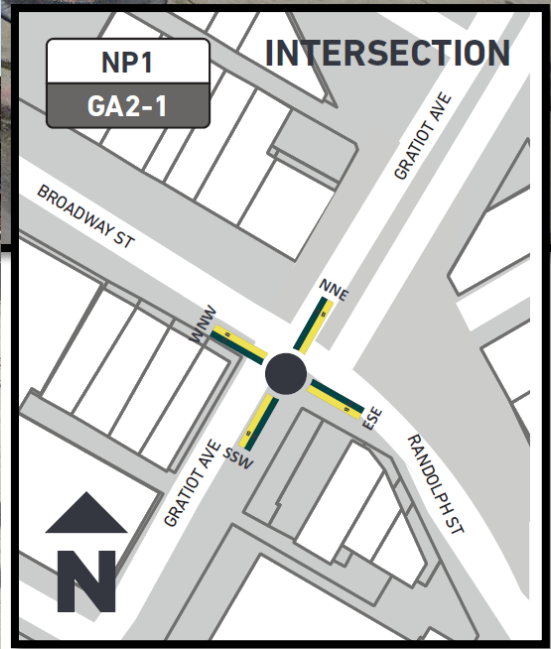 NP1
GA2-1
INTERSECTION
GRATIOT AVE
BROADWAY ST
NNE
WNW
ESE
SSW
GRATIOT AVE
RANDOLPH ST
N